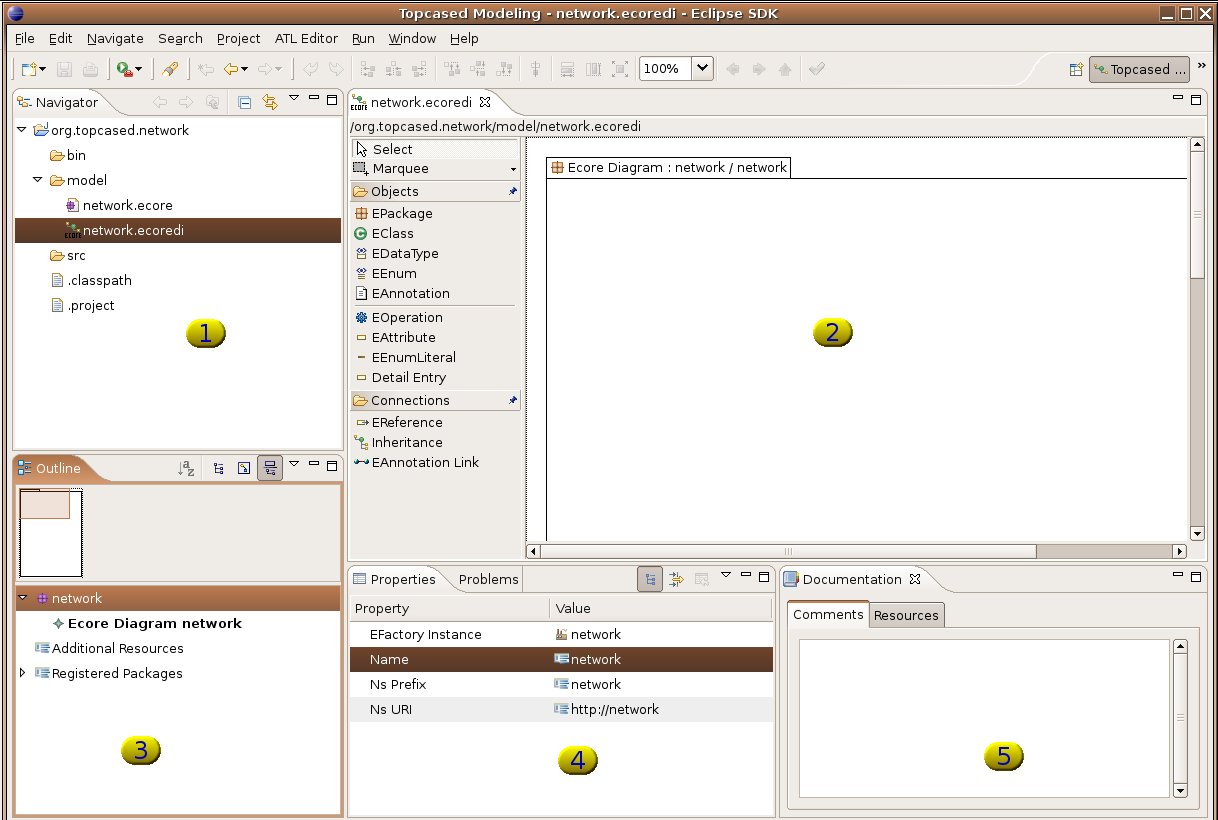 Topcased Modeling - network.ecoredi - Eclipse SDK
File Edit Navigate Search Project ATL Editor Run Window Help
100% Topcased ... »
Navigator
org.topcased.network
bin
model
network.ecore
ECORE network.ecoredi
src
.classpath
.project
1
ECORE network.ecoredi
/org.topcased.network/model/network.ecoredi
Select
Marquee
Objects
EPackage
EClass
EDataType
EEnum
EAnnotation
EOperation
EAttribute
EEnumLiteral
Detail Entry
Connections
EReference
Inheritance
EAnnotation Link
Ecore Diagram : network / network
2
Outline
network
Ecore Diagram network
Additional Resources
Registered Packages
3
Properties Problems
Property Value
EFactory Instance network
Name network
Ns Prefix network
Ns URI http://network
4
Documentation
Comments Resources
5